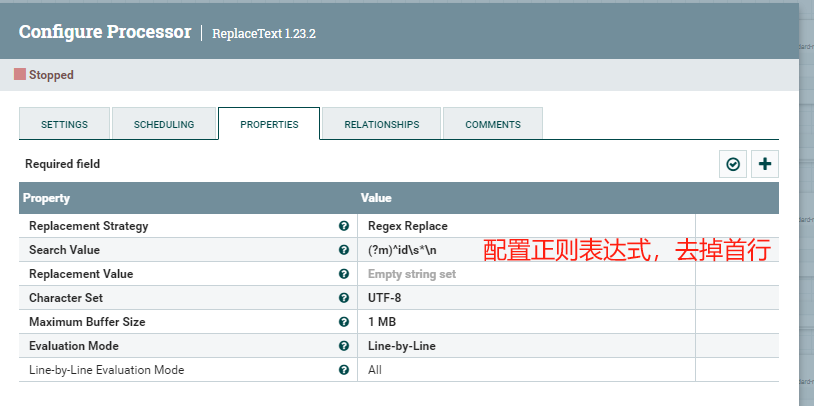 Configure Processor | ReplaceText 1.23.2
Stopped
SETTINGS SCHEDULING PROPERTIES RELATIONSHIPS COMMENTS
Required field
Property Value
Replacement Strategy Regex Replace
Search Value (?m)^id\s*\n 配置正则表达式，去掉首行
Replacement Value Empty string set
Character Set UTF-8
Maximum Buffer Size 1 MB
Evaluation Mode Line-by-Line
Line-by-Line Evaluation Mode All